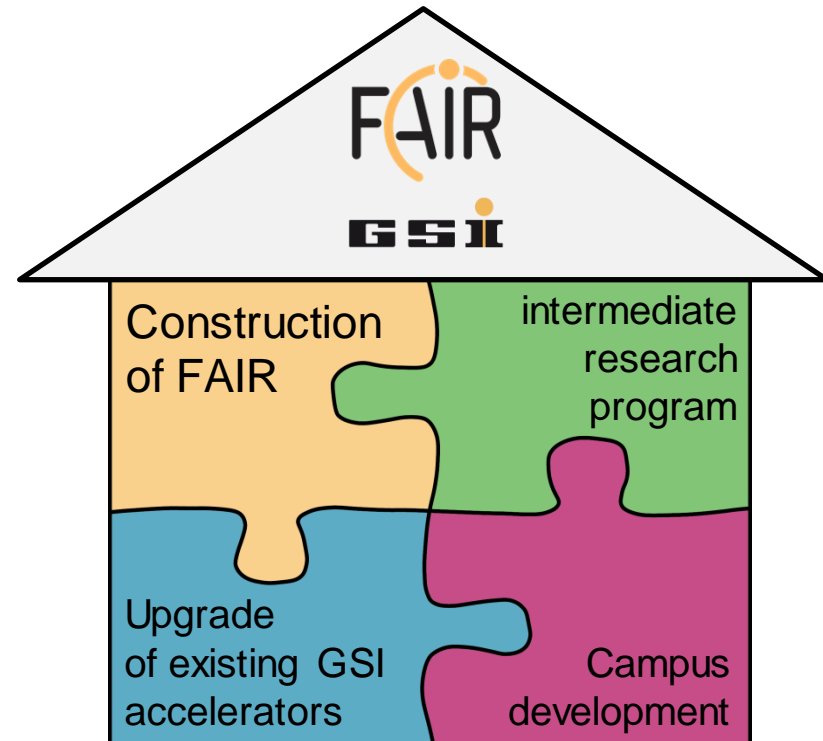 FAIR
GSI
Construction
of FAIR
intermediate
research
program
Upgrade
of existing GSI
accelerators
Campus
development